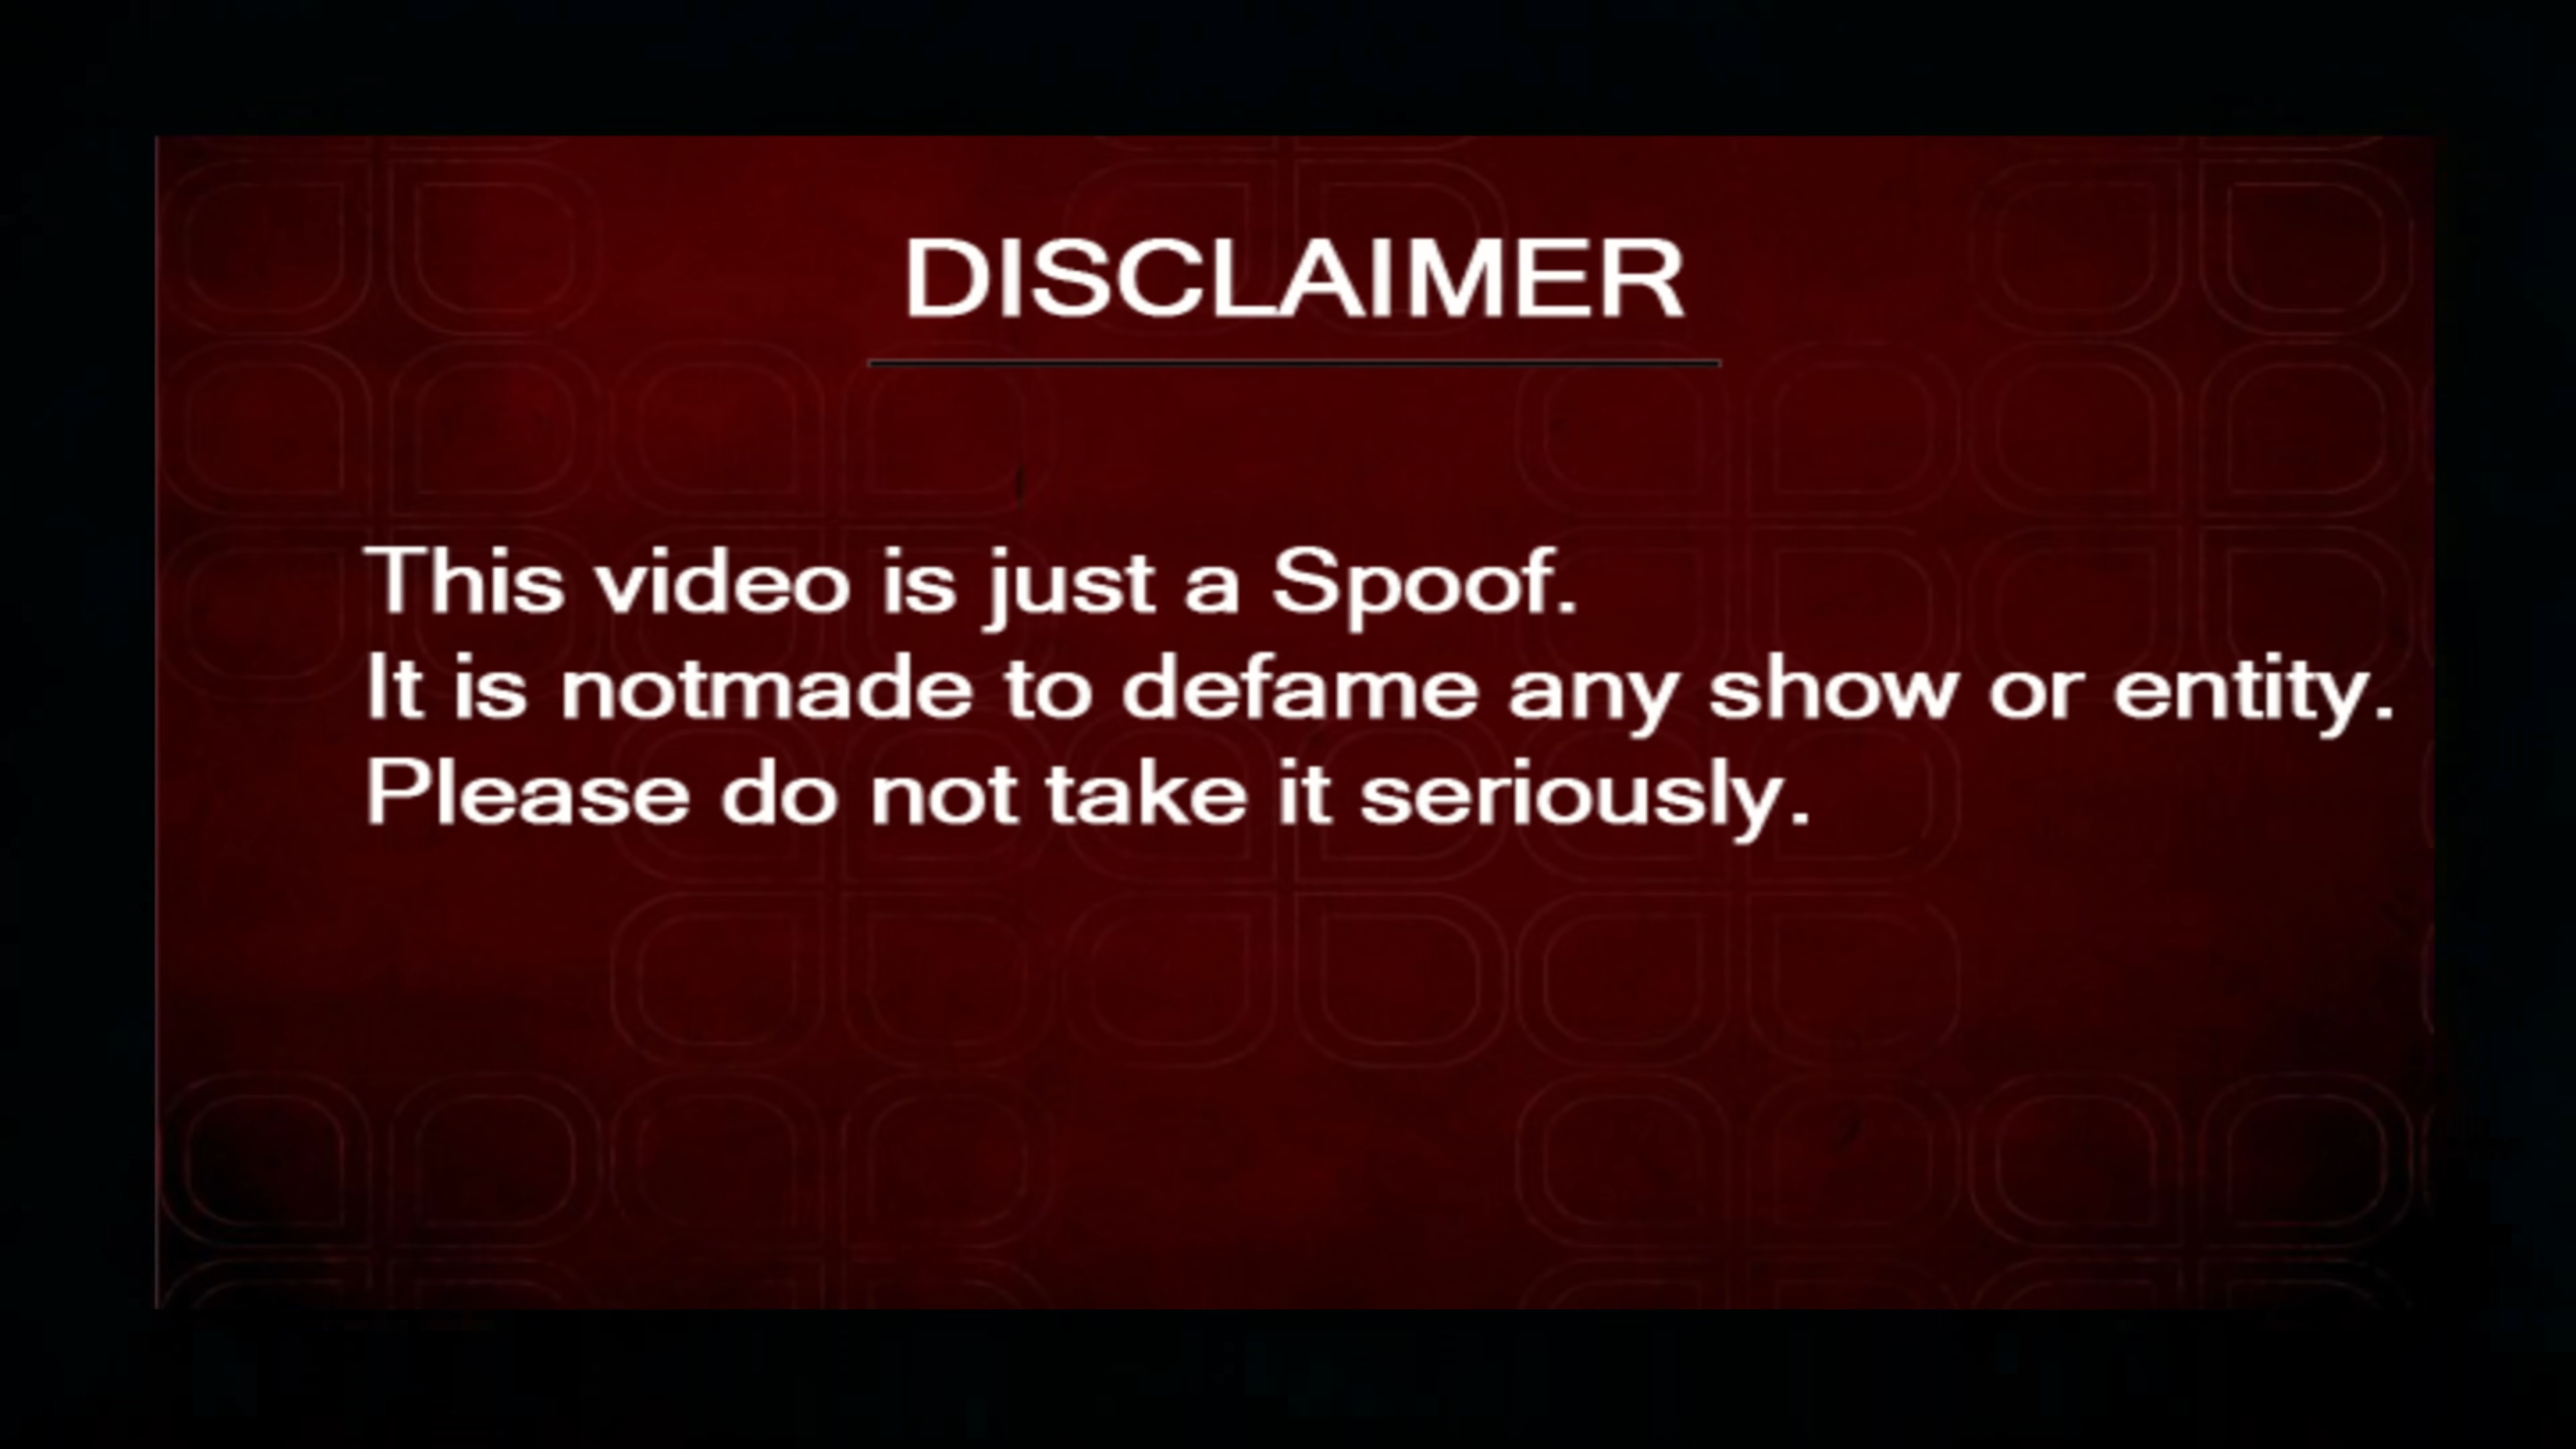 DISCLAIMER
This video is just a Spoof.
It is notmade to defame any show or entity.
Please do not take it seriously.